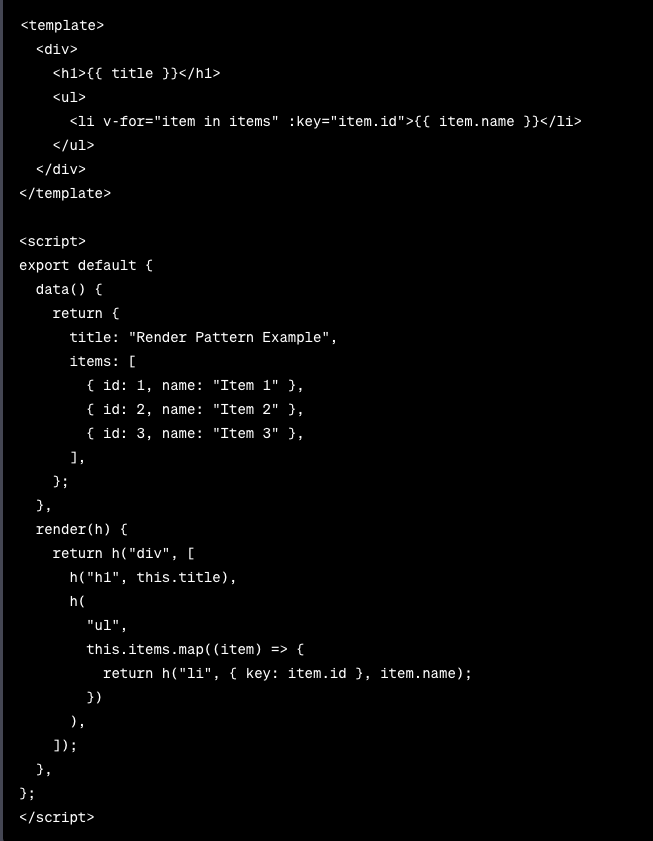 <template>
  <div>
    <h1>{{ title }}</h1>
    <ul>
      <li v-for="item in items" :key="item.id">{{ item.name }}</li>
    </ul>
  </div>
</template>

<script>
export default {
  data() {
    return {
      title: "Render Pattern Example",
      items: [
        { id: 1, name: "Item 1" },
        { id: 2, name: "Item 2" },
        { id: 3, name: "Item 3" },
      ],
    };
  },
  render(h) {
    return h("div", [
      h("h1", this.title),
      h(
        "ul",
        this.items.map((item) => {
          return h("li", { key: item.id }, item.name);
        })
      ),
    ]);
  },
};
</script>